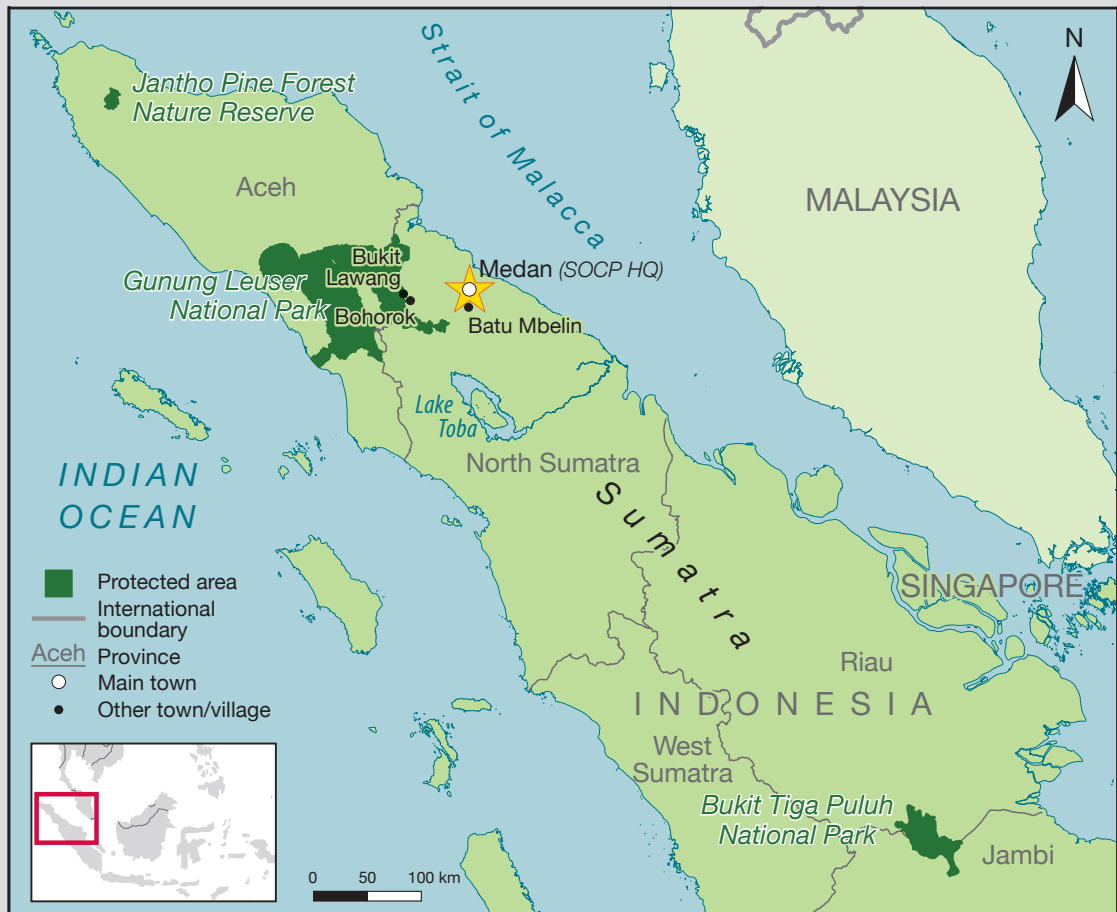 N
Jantho Pine Forest
Nature Reserve
Strait of Malacca
Aceh
MALAYSIA
Bukit
Lawang
Medan (SOCP HQ)
Gunung Leuser
National Park
Bohorok
Batu Mbelin
Lake
Toba
North Sumatra
INDIAN
OCEAN
Sumatra
SINGAPORE
Protected area
International
boundary
Aceh Province
Main town
Other town/village
Riau
INDONESIA
West
Sumatra
Bukit Tiga Puluh
National Park
Jambi
0 50 100 km